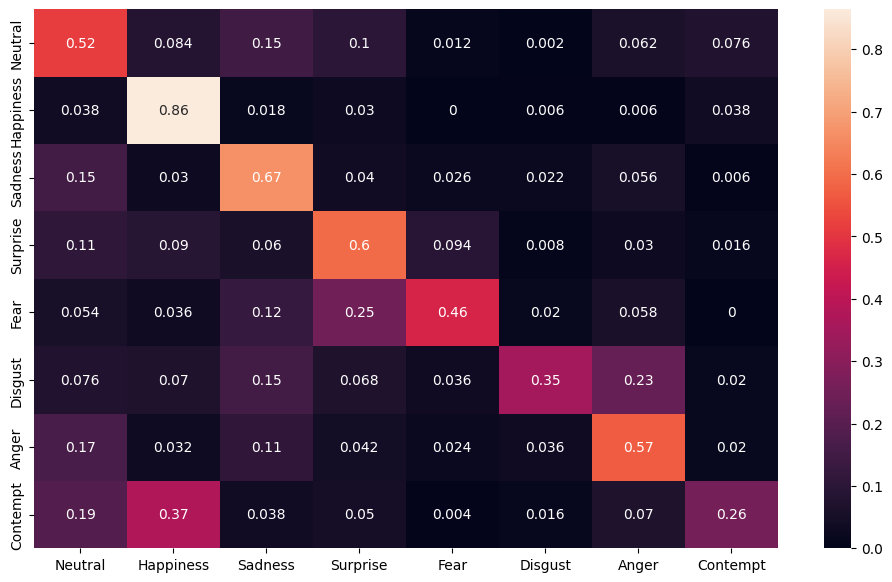 Neutral 0.52 0.084 0.15 0.1 0.012 0.002 0.062 0.076
Happiness 0.038 0.86 0.018 0.03 0 0.006 0.006 0.038
Sadness 0.15 0.03 0.67 0.04 0.026 0.022 0.056 0.006
Surprise 0.11 0.09 0.06 0.6 0.094 0.008 0.03 0.016
Fear 0.054 0.036 0.12 0.25 0.46 0.02 0.058 0
Disgust 0.076 0.07 0.15 0.068 0.036 0.35 0.23 0.02
Anger 0.17 0.032 0.11 0.042 0.024 0.036 0.57 0.02
Contempt 0.19 0.37 0.038 0.05 0.004 0.016 0.07 0.26
Neutral Happiness Sadness Surprise Fear Disgust Anger Contempt
0.8
0.7
0.6
0.5
0.4
0.3
0.2
0.1
0.0